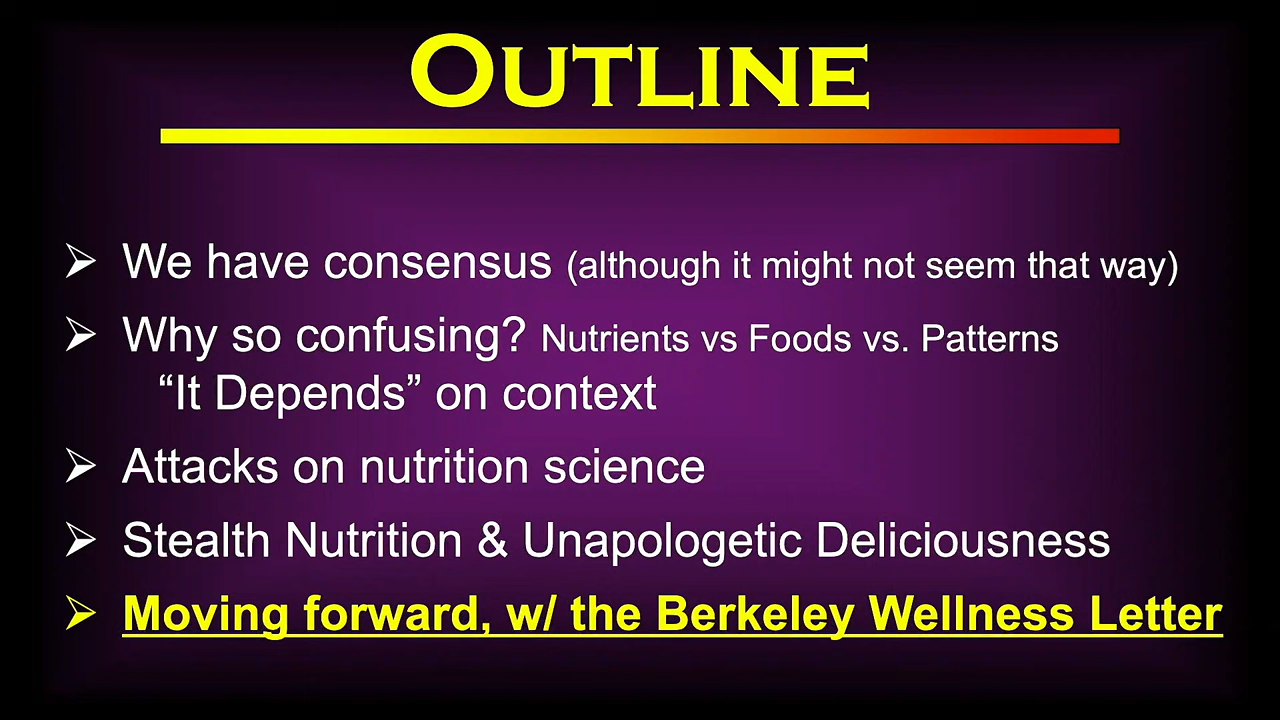 OUTLINE
We have consensus (although it might not seem that way)
Why so confusing? Nutrients vs Foods vs. Patterns
“It Depends” on context
Attacks on nutrition science
Stealth Nutrition & Unapologetic Deliciousness
Moving forward, w/ the Berkeley Wellness Letter